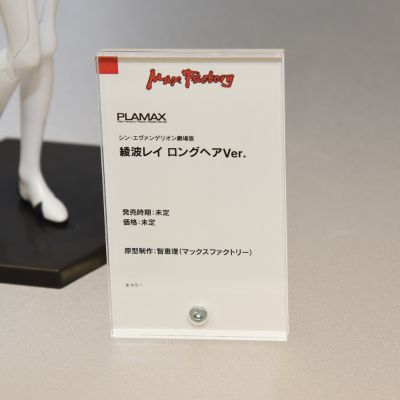 Max Factory
PLAMAX
シン・エヴァンゲリオン劇場版
綾波レイ ロングヘアVer.
発売時期：未定
価格：未定
原型制作：智恵理（マックスファクトリー）